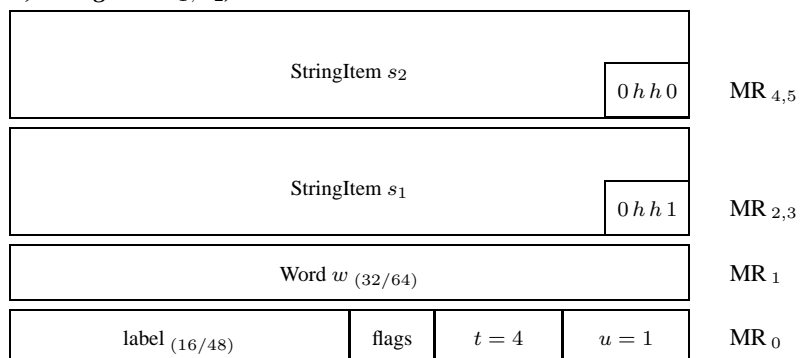 StringItem s₂
0 h h 0 MR 4,5
StringItem s₁
0 h h 1 MR 2,3
Word w (32/64) MR 1
label (16/48) flags t = 4 u = 1 MR 0